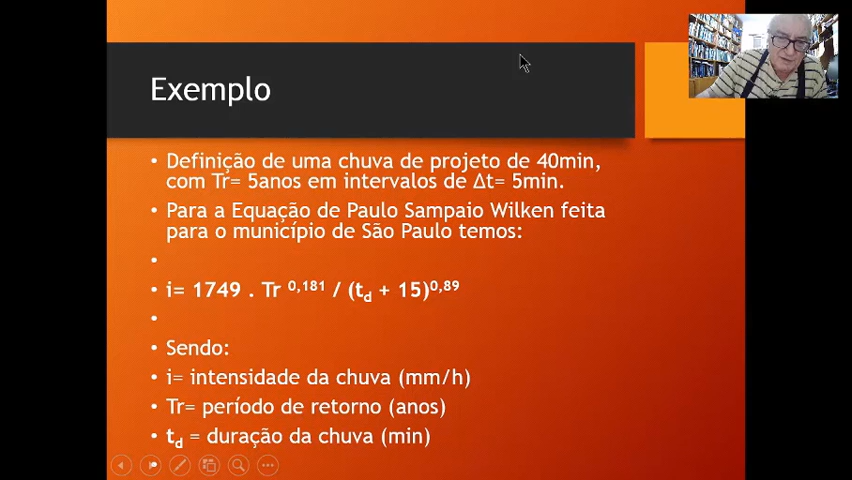 Exemplo
• Definição de uma chuva de projeto de 40min,
com Tr= 5anos em intervalos de Δt= 5min.
• Para a Equação de Paulo Sampaio Wilken feita
para o município de São Paulo temos:
•
• i= 1749 . Tr ⁰,¹⁸¹ / (td + 15)⁰,⁸⁹
•
• Sendo:
• i= intensidade da chuva (mm/h)
• Tr= período de retorno (anos)
• td = duração da chuva (min)